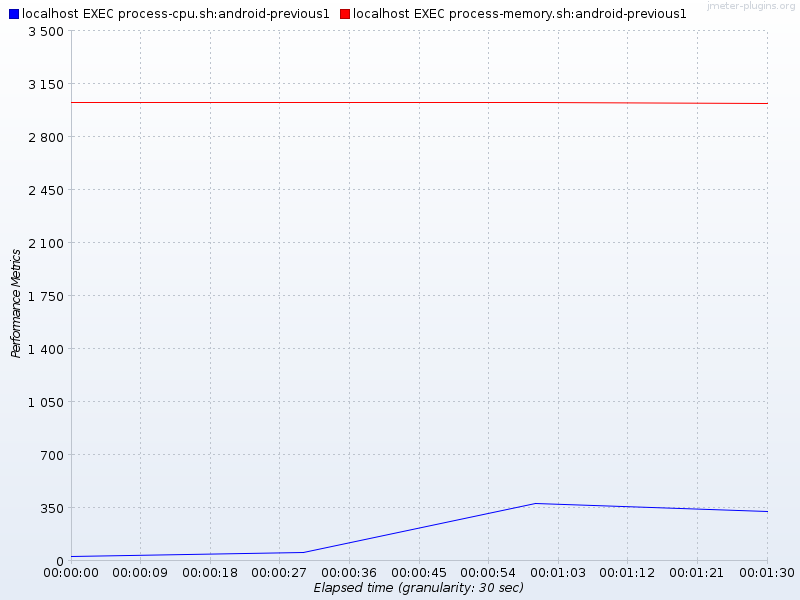 localhost EXEC process-cpu.sh:android-previous1 localhost EXEC process-memory.sh:android-previous1
jmeter-plugins.org
3 500
3 150
2 800
2 450
2 100
1 750
1 400
1 050
700
350
0
Performance Metrics
00:00:00 00:00:09 00:00:18 00:00:27 00:00:36 00:00:45 00:00:54 00:01:03 00:01:12 00:01:21 00:01:30
Elapsed time (granularity: 30 sec)